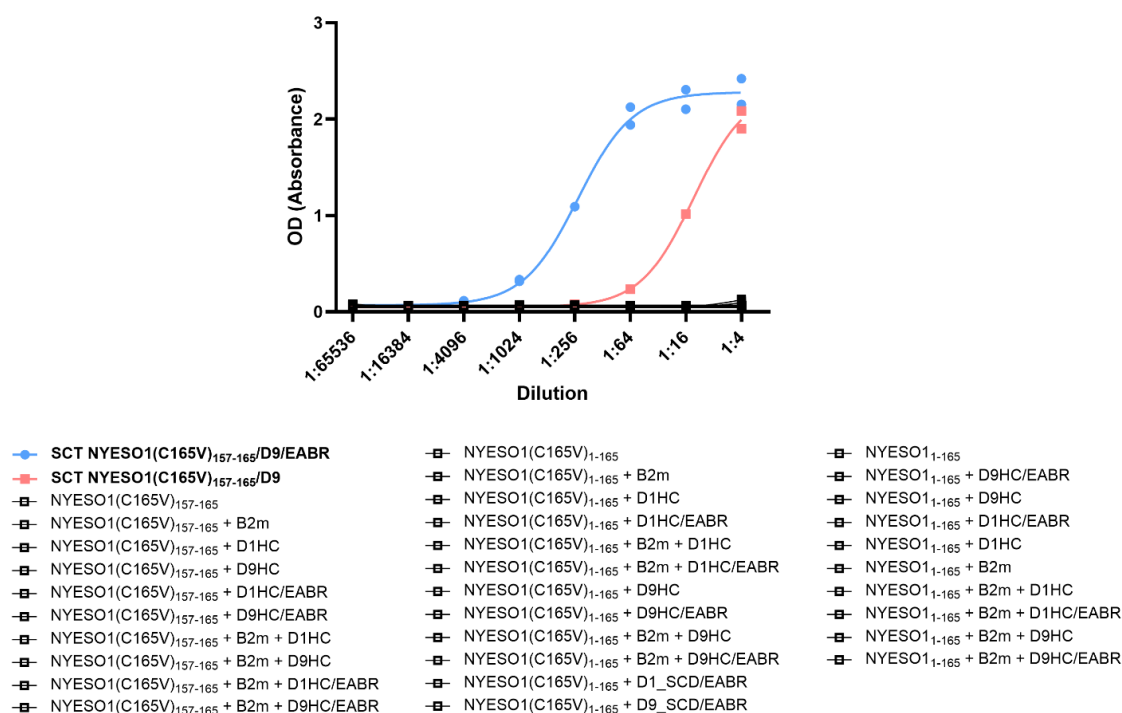 3
2
1
0
OD (Absorbance)
1:65536
1:16384
1:4096
1:1024
1:256
1:64
1:16
1:4
Dilution
SCT NYESO1(C165V)157-165/D9/EABR
SCT NYESO1(C165V)157-165/D9
NYESO1(C165V)157-165
NYESO1(C165V)157-165 + B2m
NYESO1(C165V)157-165 + D1HC
NYESO1(C165V)157-165 + D9HC
NYESO1(C165V)157-165 + D1HC/EABR
NYESO1(C165V)157-165 + D9HC/EABR
NYESO1(C165V)157-165 + B2m + D1HC
NYESO1(C165V)157-165 + B2m + D9HC
NYESO1(C165V)157-165 + B2m + D1HC/EABR
NYESO1(C165V)157-165 + B2m + D9HC/EABR
NYESO1(C165V)1-165
NYESO1(C165V)1-165 + B2m
NYESO1(C165V)1-165 + D1HC
NYESO1(C165V)1-165 + D1HC/EABR
NYESO1(C165V)1-165 + B2m + D1HC
NYESO1(C165V)1-165 + B2m + D1HC/EABR
NYESO1(C165V)1-165 + D9HC
NYESO1(C165V)1-165 + D9HC/EABR
NYESO1(C165V)1-165 + B2m + D9HC
NYESO1(C165V)1-165 + B2m + D9HC/EABR
NYESO1(C165V)1-165 + D1_SCD/EABR
NYESO1(C165V)1-165 + D9_SCD/EABR
NYESO11-165
NYESO11-165 + D9HC/EABR
NYESO11-165 + D9HC
NYESO11-165 + D1HC/EABR
NYESO11-165 + D1HC
NYESO11-165 + B2m
NYESO11-165 + B2m + D1HC
NYESO11-165 + B2m + D1HC/EABR
NYESO11-165 + B2m + D9HC
NYESO11-165 + B2m + D9HC/EABR